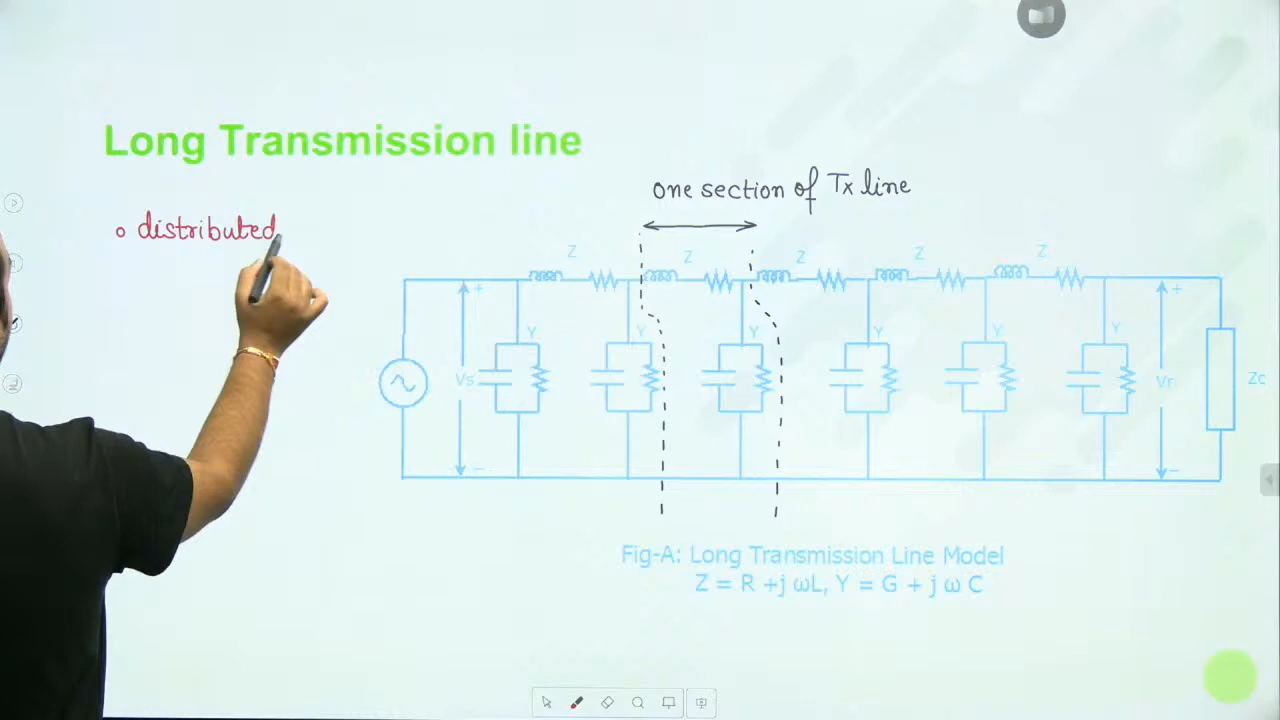 Long Transmission line
one section of Tx line
o distributed
Z Z Z Z Z
+ +
Y Y Y Y Y Y
Vs Vr Zc
- -
Fig-A: Long Transmission Line Model
Z = R +j ωL, Y = G + j ω C